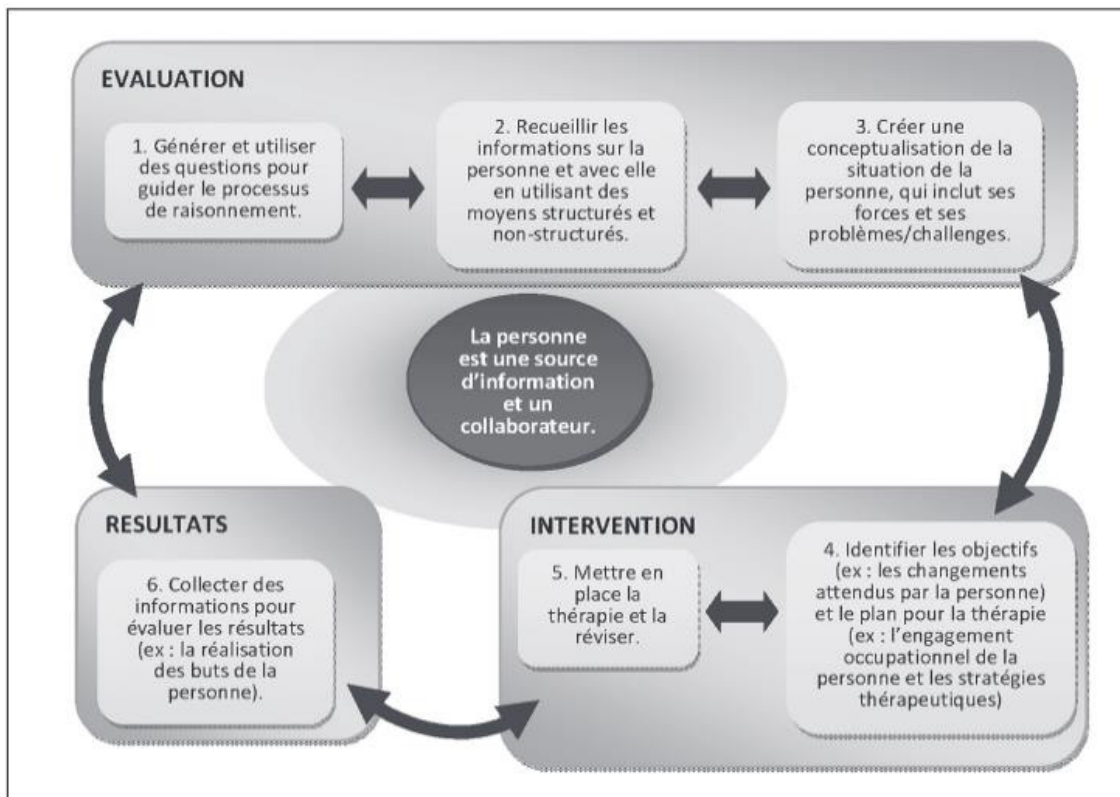 EVALUATION
1. Générer et utiliser
des questions pour
guider le processus
de raisonnement.
2. Recueillir les
informations sur la
personne et avec elle
en utilisant des
moyens structurés et
non-structurés.
3. Créer une
conceptualisation de la
situation de la
personne, qui inclut ses
forces et ses
problèmes/challenges.
La personne
est une source
d'information
et un
collaborateur.
RESULTATS
6. Collecter des
informations pour
évaluer les résultats
(ex : la réalisation
des buts de la
personne).
INTERVENTION
5. Mettre en
place la
thérapie et la
réviser.
4. Identifier les objectifs
(ex : les changements
attendus par la personne)
et le plan pour la thérapie
(ex : l'engagement
occupationnel de la
personne et les stratégies
thérapeutiques)